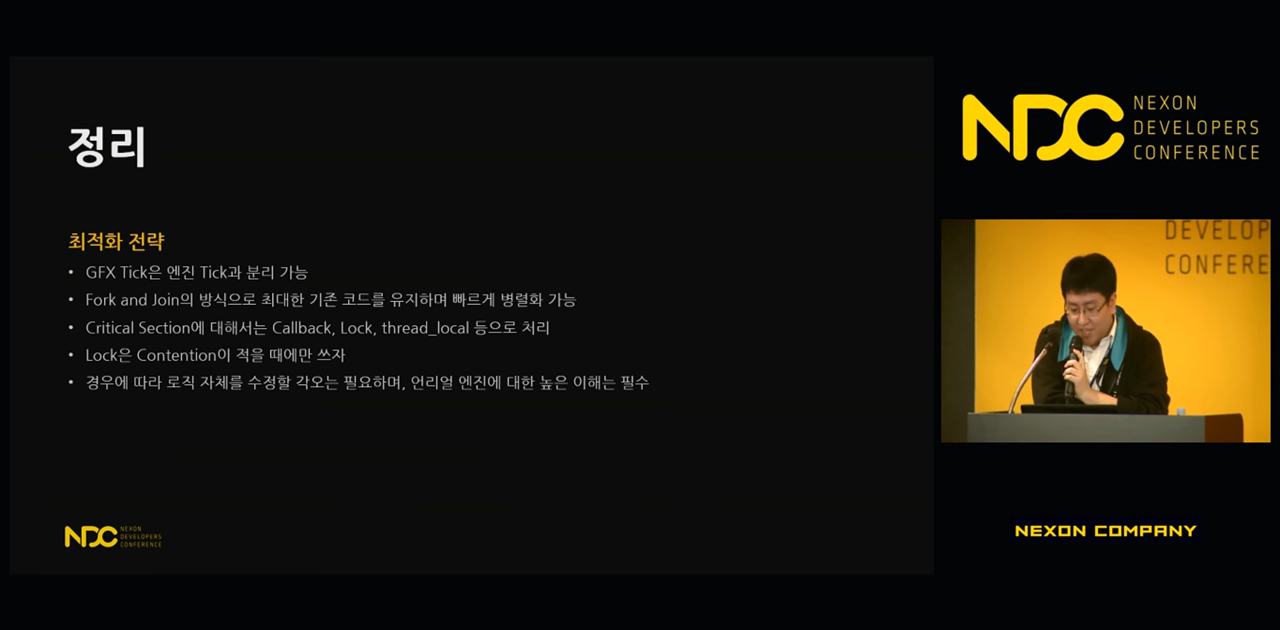 정리
최적화 전략
• GFX Tick은 엔진 Tick과 분리 가능
• Fork and Join의 방식으로 최대한 기존 코드를 유지하며 빠르게 병렬화 가능
• Critical Section에 대해서는 Callback, Lock, thread_local 등으로 처리
• Lock은 Contention이 적을 때에만 쓰자
• 경우에 따라 로직 자체를 수정할 각오는 필요하며, 언리얼 엔진에 대한 높은 이해는 필수
NDC
NEXON
DEVELOPERS
CONFERENCE
NDC
NEXON
DEVELOPERS
CONFERENCE
DEVELOP
CONFERE
NEXON COMPANY